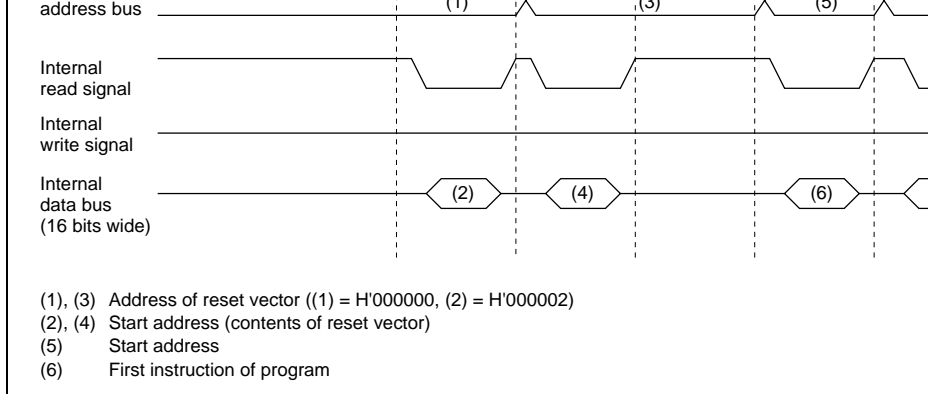 address bus (1) (3) (5)
Internal
read signal
Internal
write signal
Internal
data bus
(16 bits wide)
(2) (4) (6)
(1), (3) Address of reset vector ((1) = H'000000, (2) = H'000002)
(2), (4) Start address (contents of reset vector)
(5) Start address
(6) First instruction of program